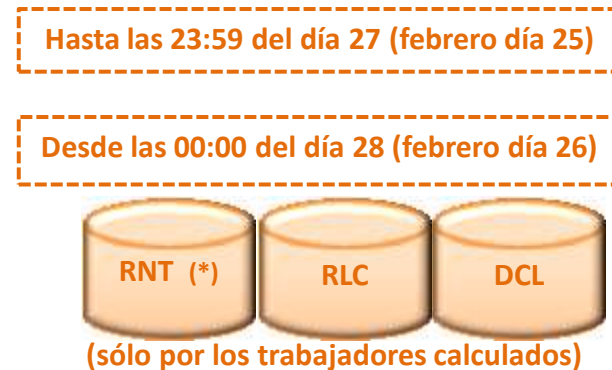 Hasta las 23:59 del día 27 (febrero día 25)
Desde las 00:00 del día 28 (febrero día 26)
RNT (*) RLC DCL
(sólo por los trabajadores calculados)